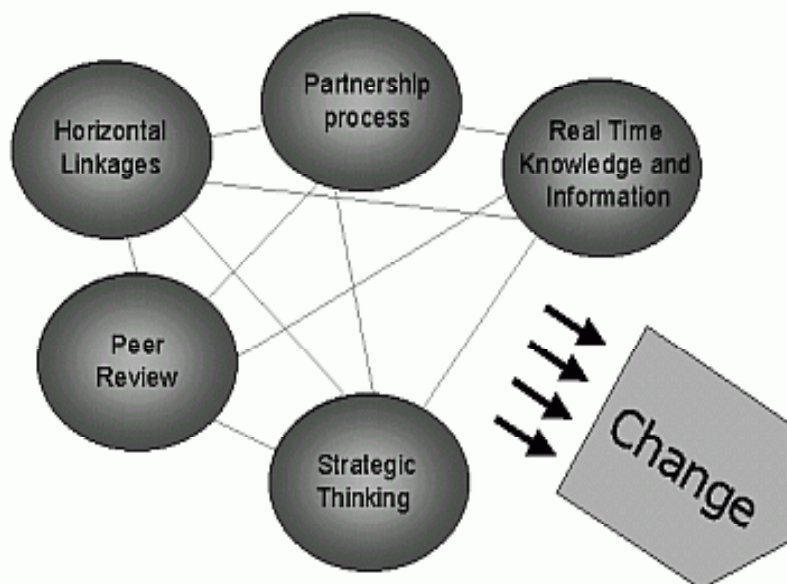 Partnership
process
Horizontal
Linkages
Real Time
Knowledge and
Information
Peer
Review
Strategic
Thinking
Change